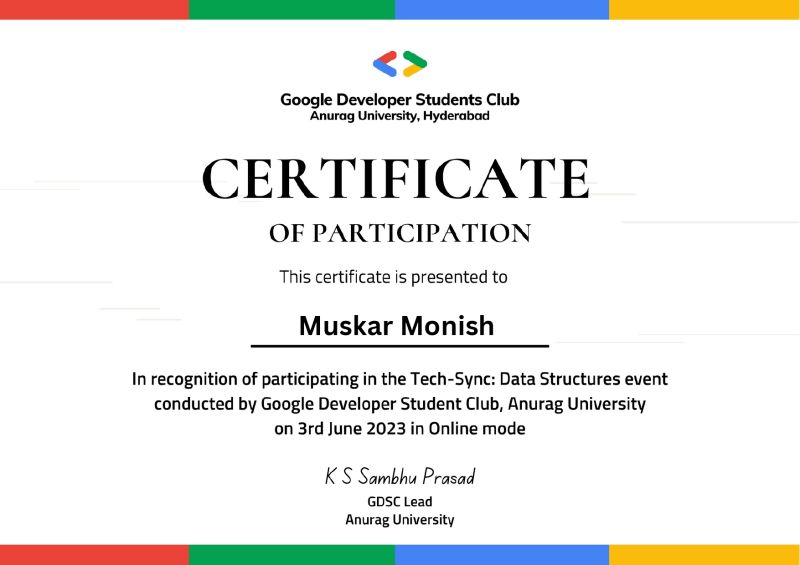 Google Developer Students Club
Anurag University, Hyderabad
CERTIFICATE
OF PARTICIPATION
This certificate is presented to
Muskar Monish
In recognition of participating in the Tech-Sync: Data Structures event
conducted by Google Developer Student Club, Anurag University
on 3rd June 2023 in Online mode
K S Sambhu Prasad
GDSC Lead
Anurag University